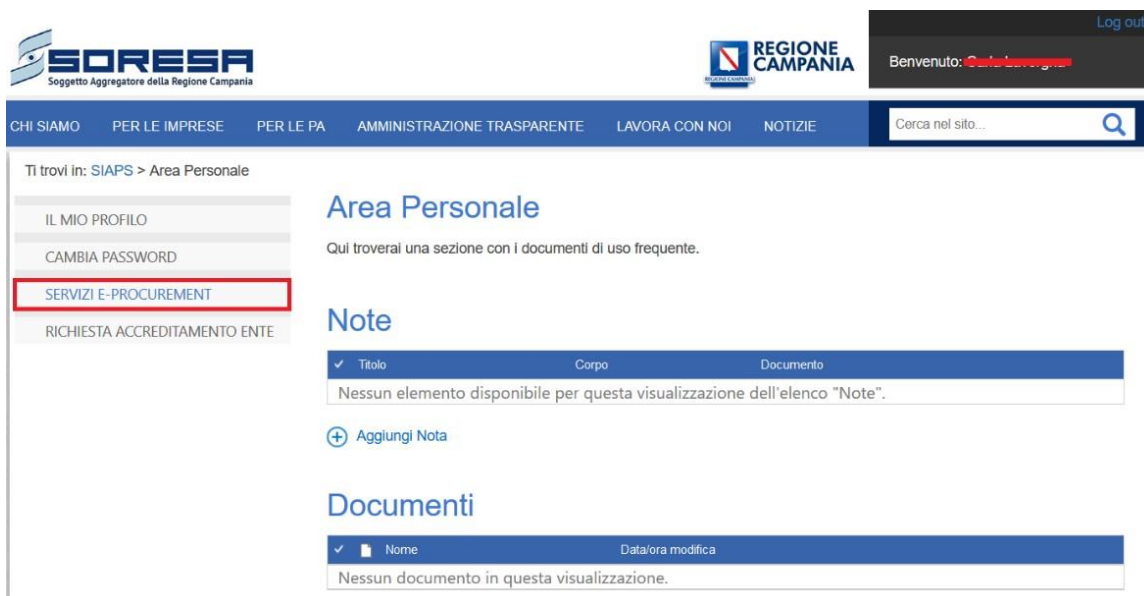 Log out
SORESA
Soggetto Aggregatore della Regione Campania
REGIONE
CAMPANIA
REGIONE CAMPANIA
Benvenuto:
CHI SIAMO PER LE IMPRESE PER LE PA AMMINISTRAZIONE TRASPARENTE LAVORA CON NOI NOTIZIE Cerca nel sito...
Ti trovi in: SIAPS > Area Personale
IL MIO PROFILO
CAMBIA PASSWORD
SERVIZI E-PROCUREMENT
RICHIESTA ACCREDITAMENTO ENTE
Area Personale
Qui troverai una sezione con i documenti di uso frequente.
Note
Titolo Corpo Documento
Nessun elemento disponibile per questa visualizzazione dell'elenco "Note".
Aggiungi Nota
Documenti
Nome Data/ora modifica
Nessun documento in questa visualizzazione.